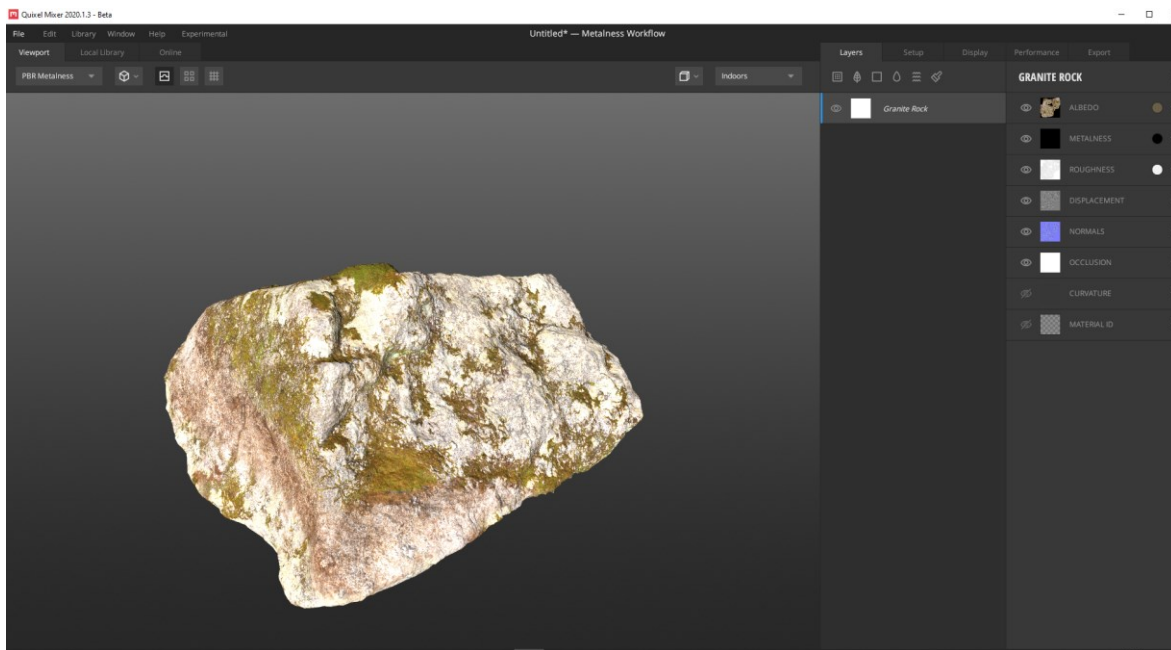 Quixel Mixer 2020.1.3 - Beta
File Edit Library Window Help Experimental
Untitled* — Metalness Workflow
Viewport Local Library Online
Layers Setup Display Performance Export
PBR Metalness
Indoors
GRANITE ROCK
Granite Rock
ALBEDO
METALNESS
ROUGHNESS
DISPLACEMENT
NORMALS
OCCLUSION
CURVATURE
MATERIAL ID